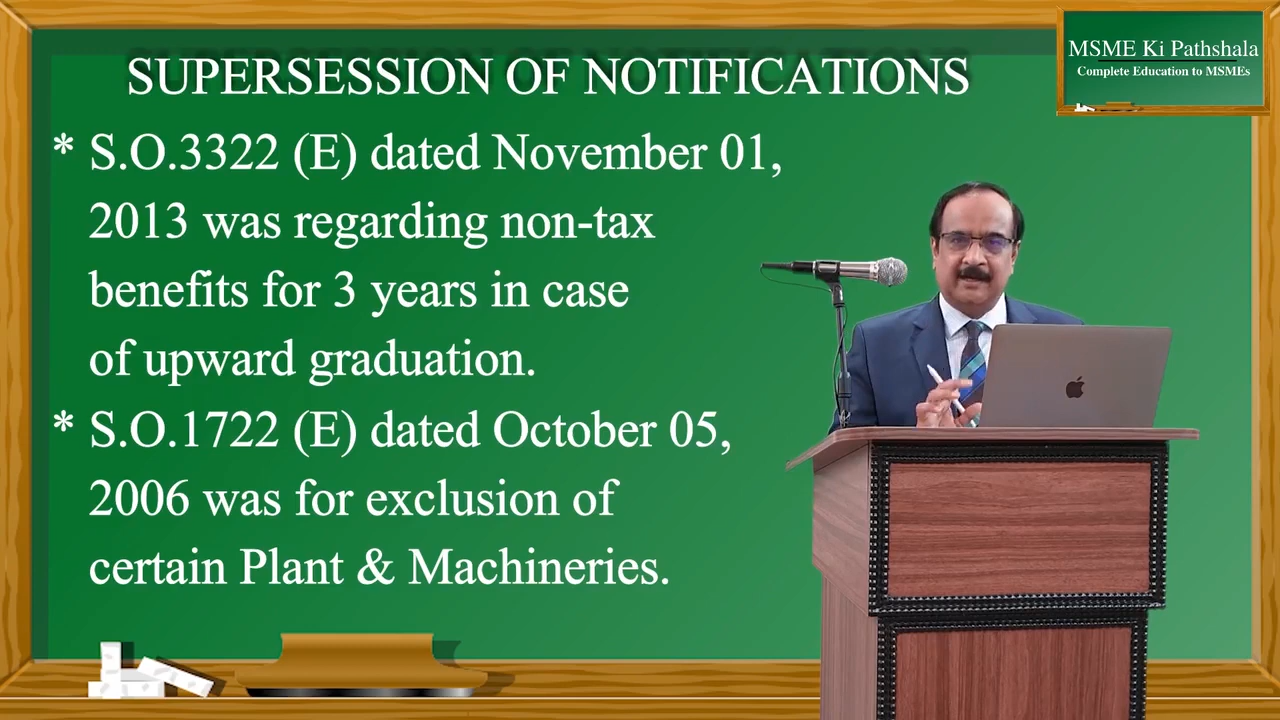 SUPERSESSION OF NOTIFICATIONS
MSME Ki Pathshala
Complete Education to MSMEs
* S.O.3322 (E) dated November 01,
2013 was regarding non-tax
benefits for 3 years in case
of upward graduation.
* S.O.1722 (E) dated October 05,
2006 was for exclusion of
certain Plant & Machineries.